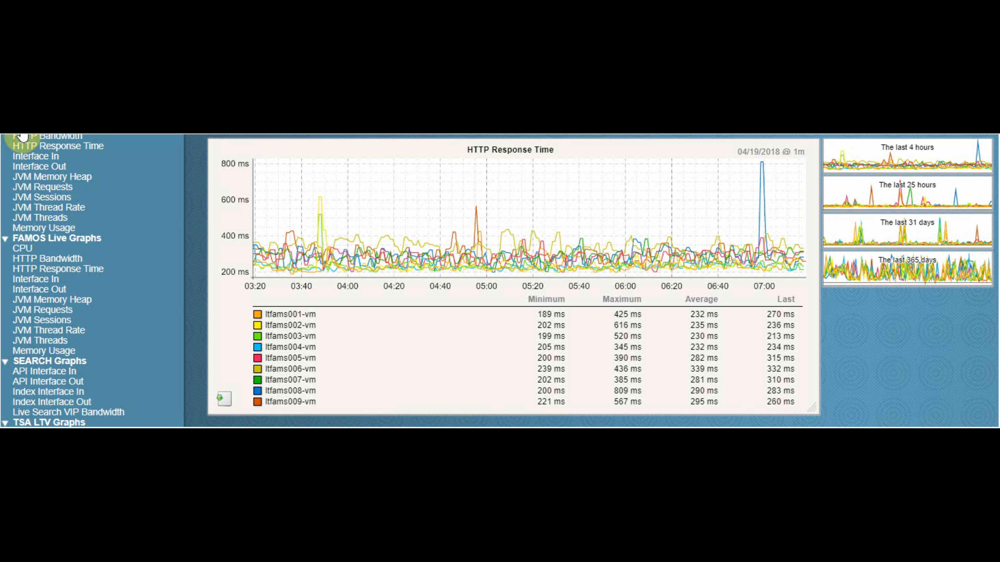 HTTP Bandwidth
HTTP Response Time
Interface In
Interface Out
JVM Memory Heap
JVM Requests
JVM Sessions
JVM Thread Rate
JVM Threads
Memory Usage
FAMOS Live Graphs
CPU
HTTP Bandwidth
HTTP Response Time
Interface In
Interface Out
JVM Memory Heap
JVM Requests
JVM Sessions
JVM Thread Rate
JVM Threads
Memory Usage
SEARCH Graphs
API Interface In
API Interface Out
Index Interface In
Index Interface Out
Live Search VIP Bandwidth
TSA LTV Graphs
HTTP Response Time
04/19/2018 @ 1m
800 ms
600 ms
400 ms
200 ms
03:20 03:40 04:00 04:20 04:40 05:00 05:20 05:40 06:00 06:20 06:40 07:00
Minimum Maximum Average Last
ltfams001-vm 189 ms 425 ms 232 ms 270 ms
ltfams002-vm 202 ms 616 ms 235 ms 236 ms
ltfams003-vm 199 ms 520 ms 230 ms 213 ms
ltfams004-vm 205 ms 345 ms 232 ms 234 ms
ltfams005-vm 200 ms 390 ms 282 ms 315 ms
ltfams006-vm 239 ms 436 ms 339 ms 332 ms
ltfams007-vm 202 ms 385 ms 281 ms 310 ms
ltfams008-vm 200 ms 809 ms 290 ms 283 ms
ltfams009-vm 221 ms 567 ms 295 ms 260 ms
The last 4 hours
The last 25 hours
The last 31 days
The last 365 days